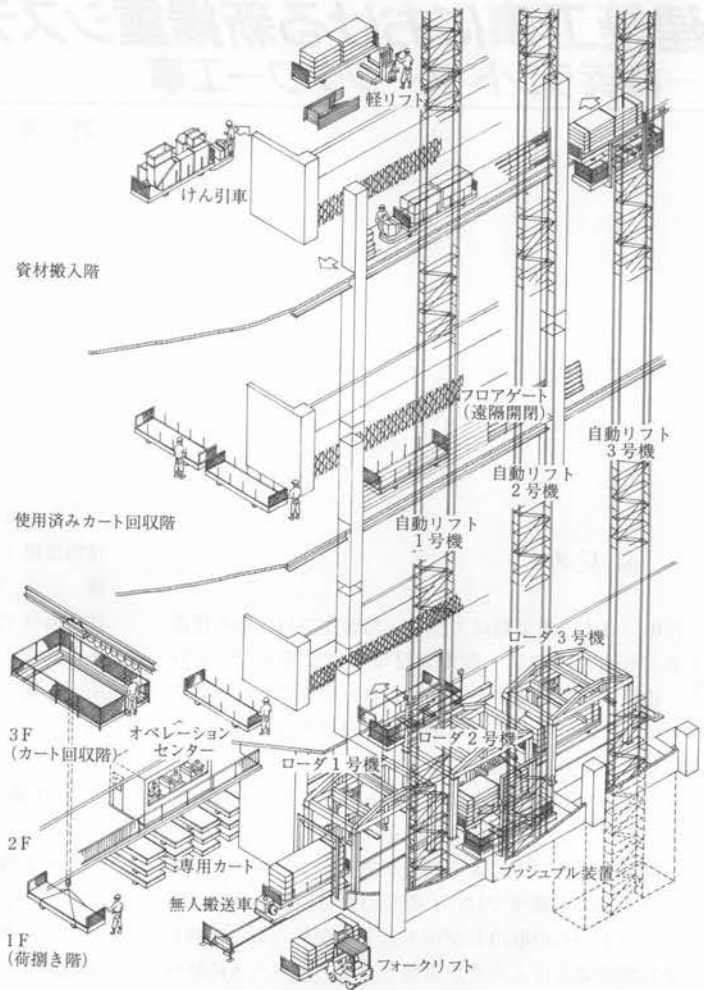 軽リフト
けん引車
資材搬入階
フロアゲート
(遠隔開閉)
自動リフト
3号機
自動リフト
2号機
使用済みカート回収階
自動リフト
1号機
ローダ3号機
3F
(カート回収階)
オペレーション
センター
ローダ2号機
ローダ1号機
2F
専用カート
プッシュプル装置
無人搬送車
1F
(荷捌き階)
フォークリフト